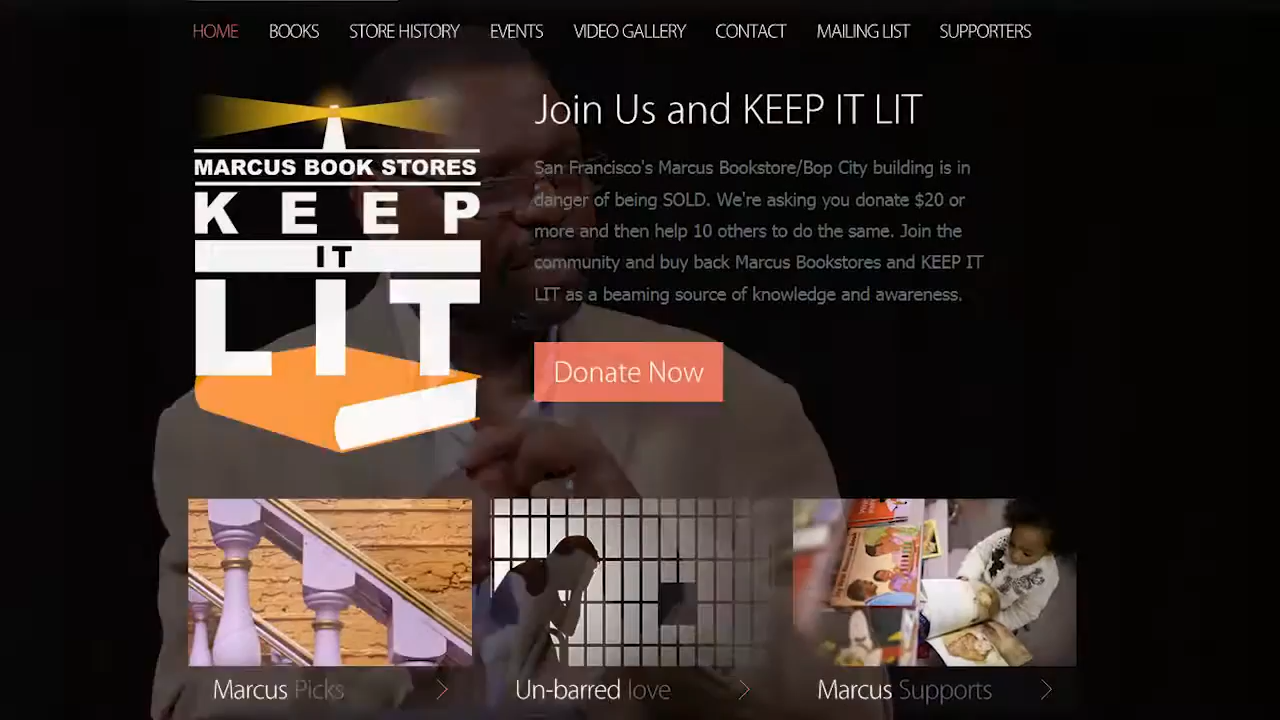 HOME BOOKS STORE HISTORY EVENTS VIDEO GALLERY CONTACT MAILING LIST SUPPORTERS
MARCUS BOOK STORES
KEEP
IT
LIT
Join Us and KEEP IT LIT
San Francisco's Marcus Bookstore/Bop City building is in
danger of being SOLD. We're asking you donate $20 or
more and then help 10 others to do the same. Join the
community and buy back Marcus Bookstores and KEEP IT
LIT as a beaming source of knowledge and awareness.
Donate Now
Marcus Picks
Un-barred love
Marcus Supports